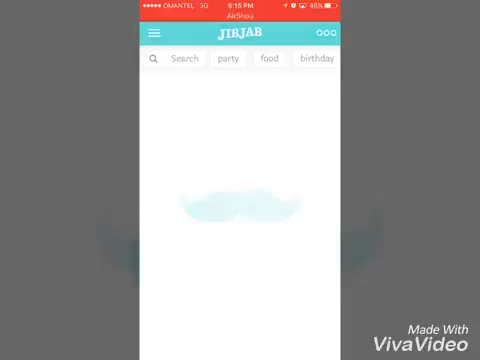 OMANTEL 3G 6:15 PM 46%
AirShou
JIBJAB
Search party food birthday
Made With
VivaVideo